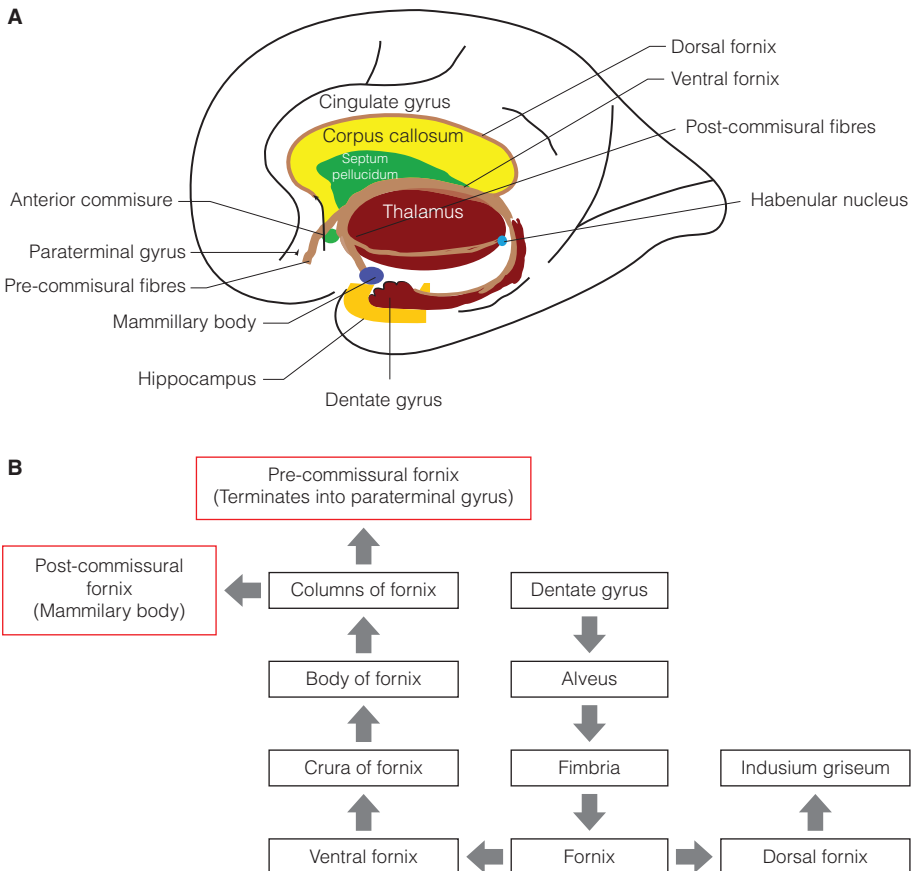 A
Dorsal fornix
Ventral fornix
Cingulate gyrus
Post-commisural fibres
Corpus callosum
Septum
pellucidum
Anterior commisure
Thalamus
Habenular nucleus
Paraterminal gyrus
Pre-commisural fibres
Mammillary body
Hippocampus
Dentate gyrus
B
Pre-commissural fornix
(Terminates into paraterminal gyrus)
Post-commissural
fornix
(Mammilary body)
Columns of fornix
Dentate gyrus
Body of fornix
Alveus
Crura of fornix
Fimbria
Indusium griseum
Ventral fornix
Fornix
Dorsal fornix